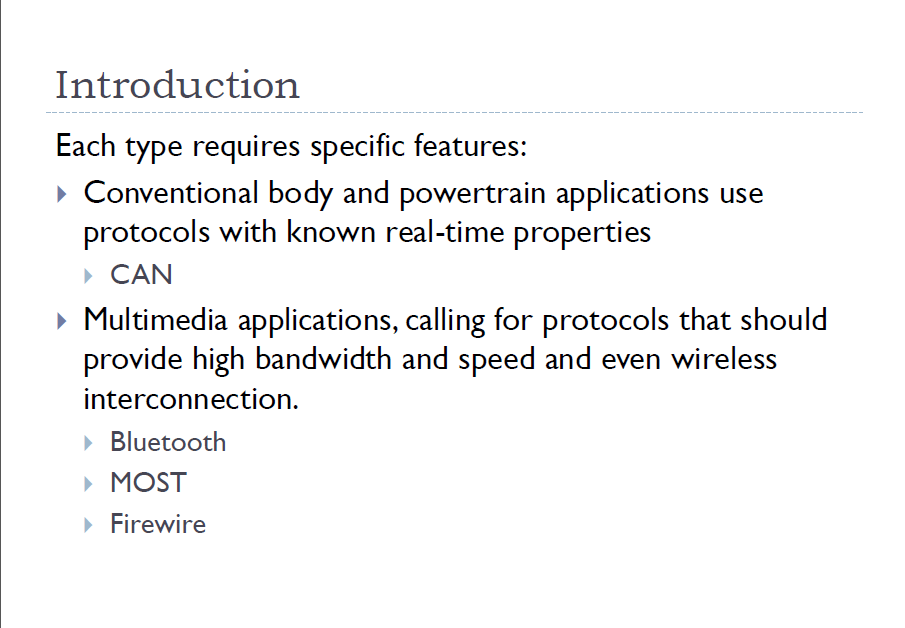 Introduction
Each type requires specific features:
Conventional body and powertrain applications use
protocols with known real-time properties
CAN
Multimedia applications, calling for protocols that should
provide high bandwidth and speed and even wireless
interconnection.
Bluetooth
MOST
Firewire